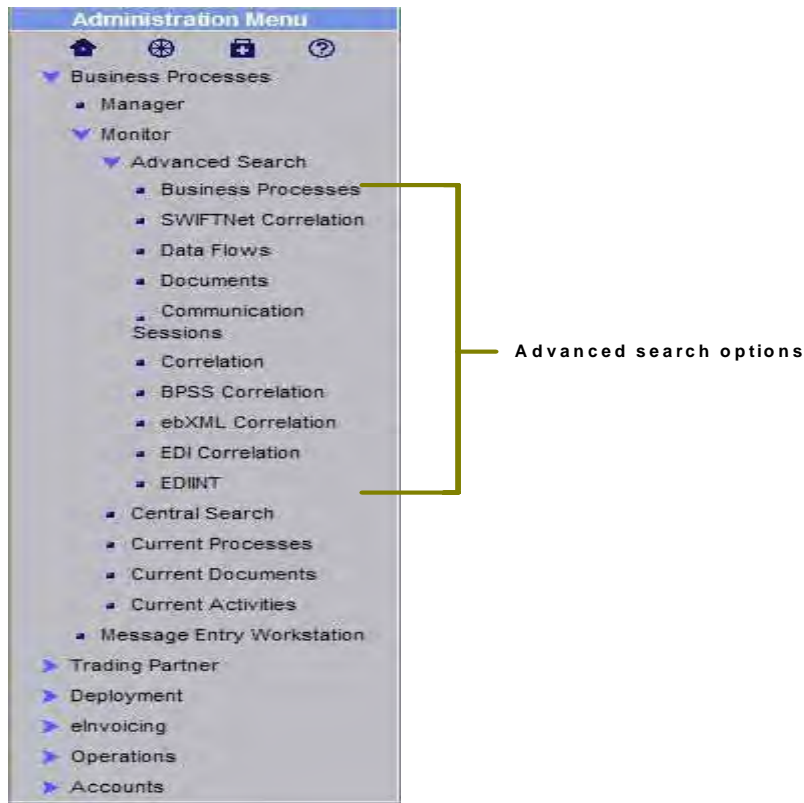 Administration Menu
Business Processes
Manager
Monitor
Advanced Search
Business Processes
SWIFTNet Correlation
Data Flows
Documents
Communication
Sessions
Correlation
BPSS Correlation
ebXML Correlation
EDI Correlation
EDIINT
Advanced search options
Central Search
Current Processes
Current Documents
Current Activities
Message Entry Workstation
Trading Partner
Deployment
eInvoicing
Operations
Accounts